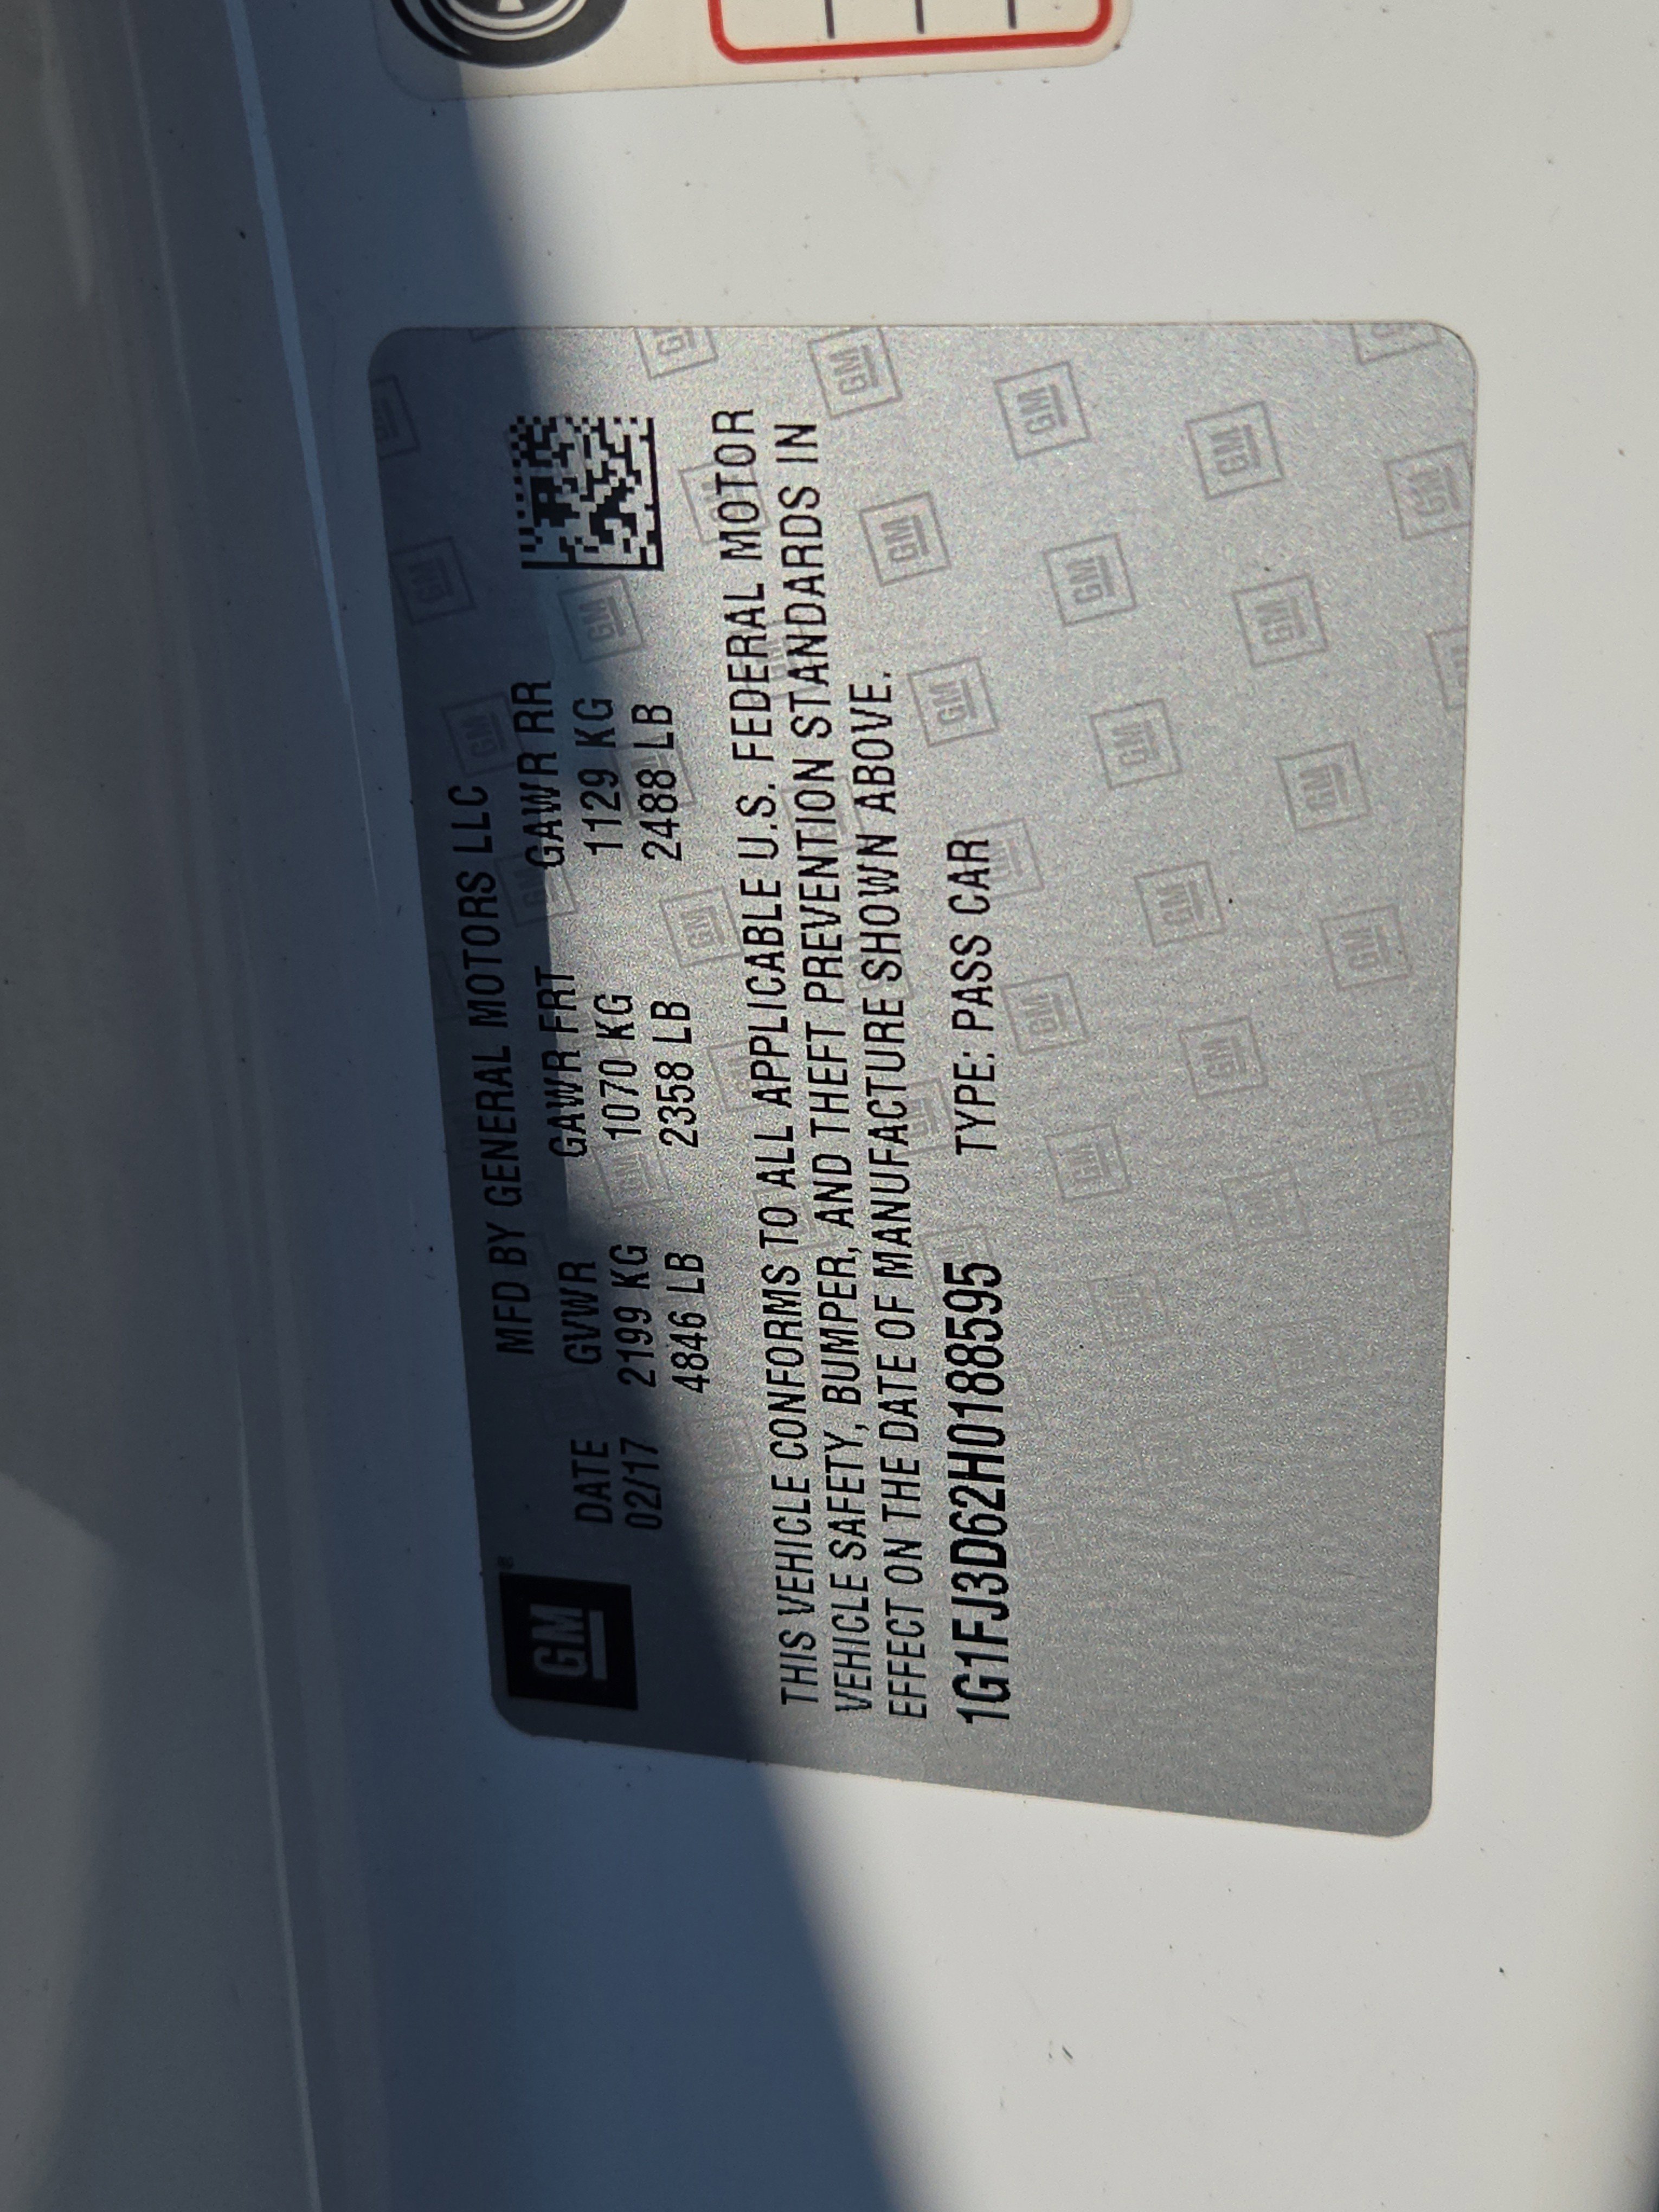 GM
MFD BY GENERAL MOTORS LLC
DATE GVWR GAWR FRT GAWR RR
02/17 2199 KG 1070 KG 1129 KG
4846 LB 2358 LB 2488 LB
THIS VEHICLE CONFORMS TO ALL APPLICABLE U.S. FEDERAL MOTOR
VEHICLE SAFETY, BUMPER, AND THEFT PREVENTION STANDARDS IN
EFFECT ON THE DATE OF MANUFACTURE SHOWN ABOVE.
1G1FJ3D62H0188595 TYPE: PASS CAR